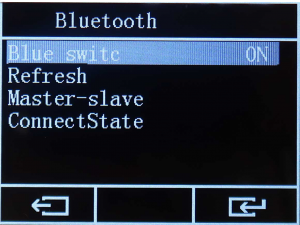 Bluetooth
Blue switc ON
Refresh
Master-slave
ConnectState